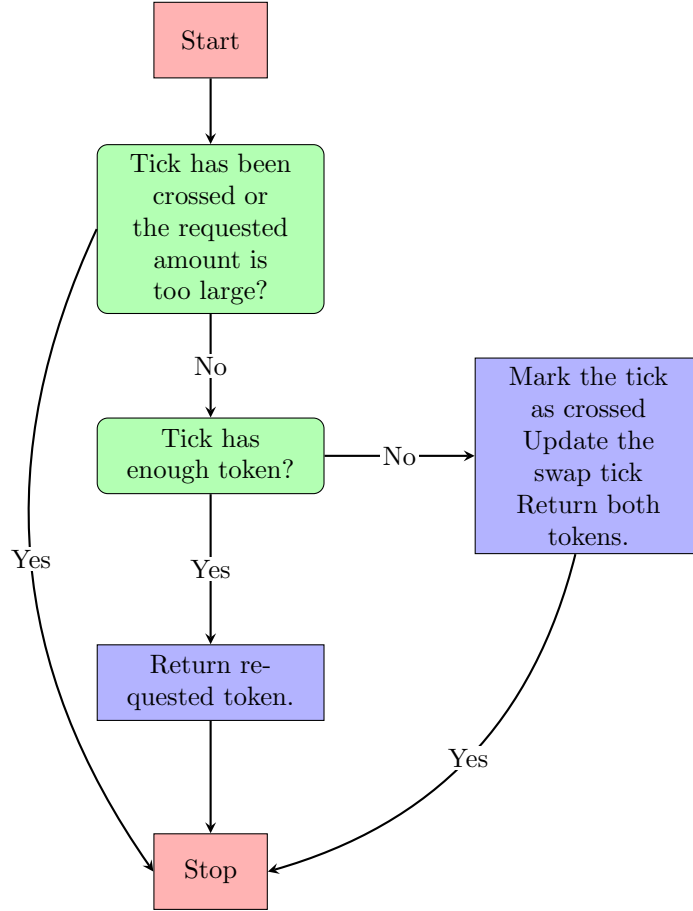 Start
Tick has been
crossed or
the requested
amount is
too large?
No
Tick has
enough token?
No
Mark the tick
as crossed
Update the
swap tick
Return both
tokens.
Yes
Yes
Return re-
quested token.
Yes
Stop